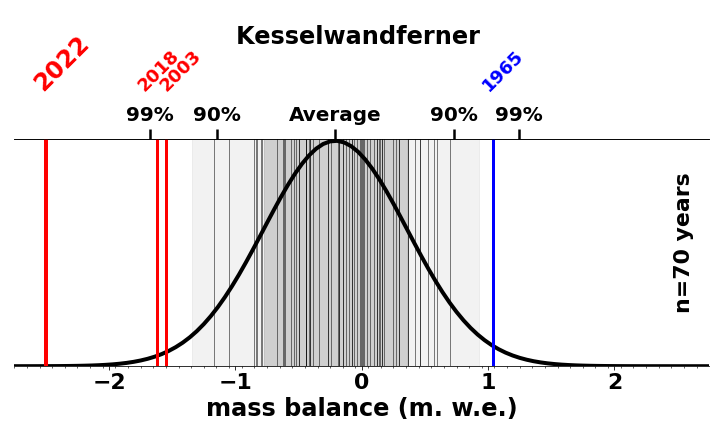 Kesselwandferner
2022
2018
2003
1965
99% 90% Average 90% 99%
n=70 years
−2 −1 0 1 2
mass balance (m. w.e.)